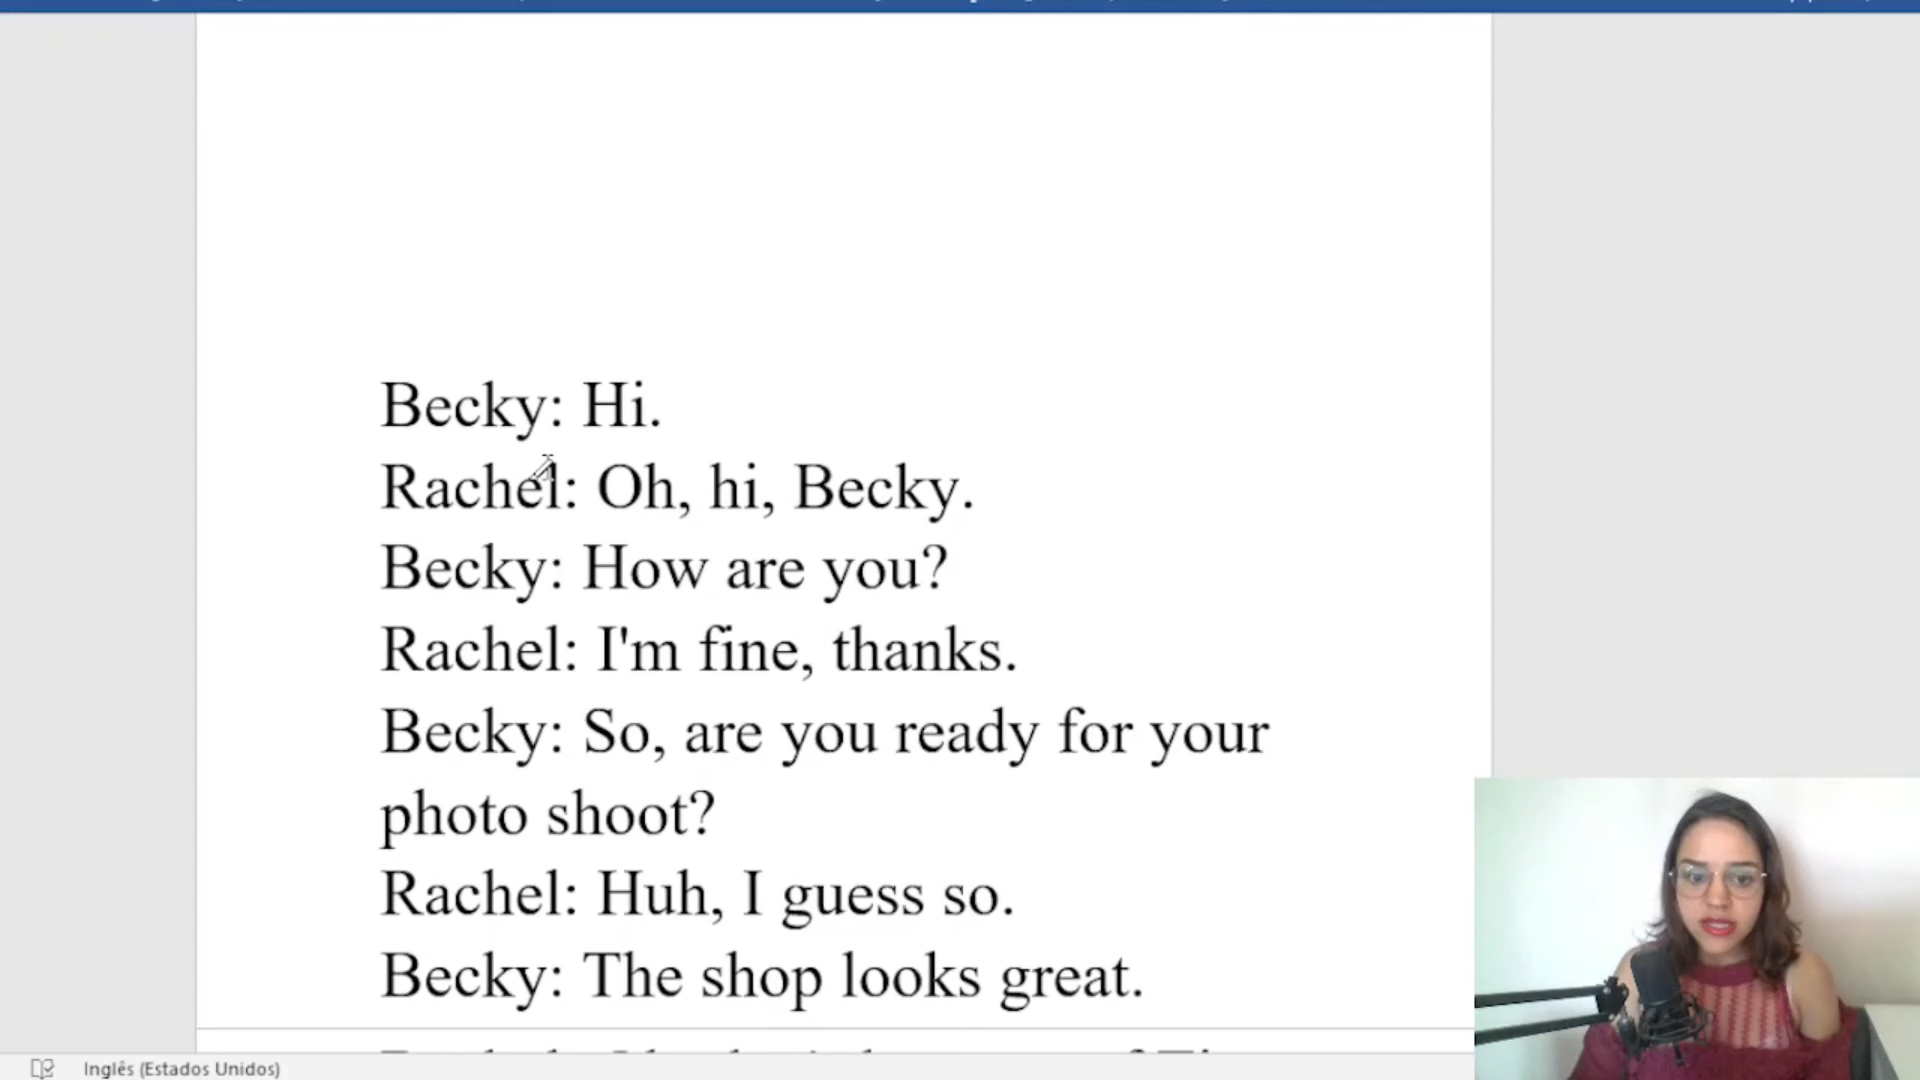 Becky: Hi.
Rachel: Oh, hi, Becky.
Becky: How are you?
Rachel: I'm fine, thanks.
Becky: So, are you ready for your
photo shoot?
Rachel: Huh, I guess so.
Becky: The shop looks great.
Inglês (Estados Unidos)